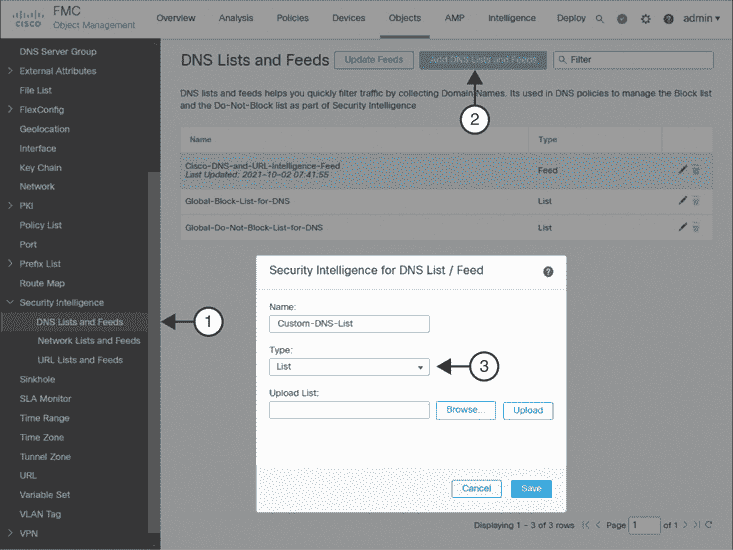 CISCO
FMC
Object Management
Overview
Analysis
Policies
Devices
Objects
AMP
Intelligence
Deploy
admin
DNS Server Group
External Attributes
File List
FlexConfig
Geolocation
Interface
Key Chain
Network
PKI
Policy List
Port
Prefix List
Route Map
Security Intelligence
DNS Lists and Feeds
Network Lists and Feeds
URL Lists and Feeds
Sinkhole
SLA Monitor
Time Range
Time Zone
Tunnel Zone
URL
Variable Set
VLAN Tag
VPN
1
DNS Lists and Feeds
Update Feeds
Add DNS Lists and Feeds
Filter
2
DNS lists and feeds helps you quickly filter traffic by collecting Domain Names. Its used in DNS policies to manage the Block list
and the Do-Not-Block list as part of Security Intelligence
Name
Type
Cisco-DNS-and-URL-Intelligence-Feed
Last Updated: 2021-10-02 07:41:55
Feed
Global-Block-List-for-DNS
List
Global-Do-Not-Block-List-for-DNS
List
Security Intelligence for DNS List / Feed
Name:
Custom-DNS-List
Type:
List
3
Upload List:
Browse...
Upload
Cancel
Save
Displaying 1 - 3 of 3 rows
Page
1
of 1